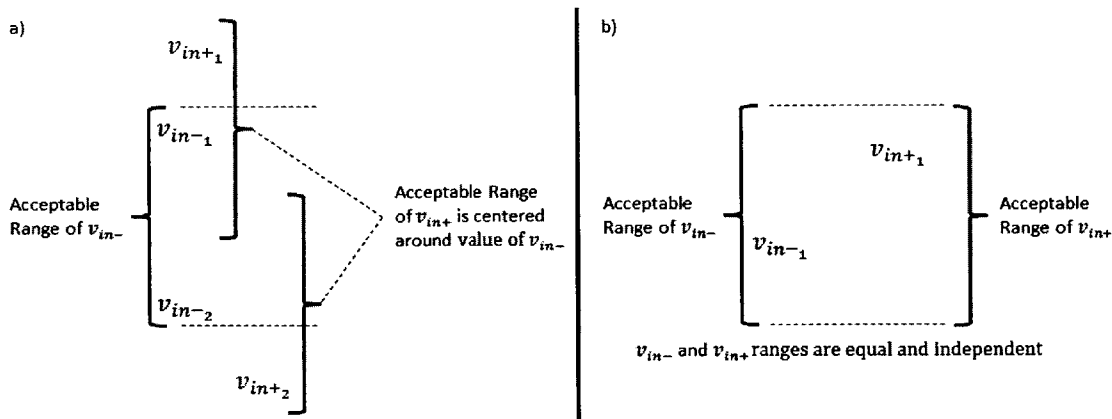 a)
v_{in+_1}
v_{in-_1}
Acceptable
Range of v_{in-}
v_{in-_2}
v_{in+_2}
Acceptable Range
of v_{in+} is centered
around value of v_{in-}
b)
v_{in+_1}
Acceptable
Range of v_{in-}
v_{in-_1}
Acceptable
Range of v_{in+}
v_{in-} and v_{in+} ranges are equal and independent